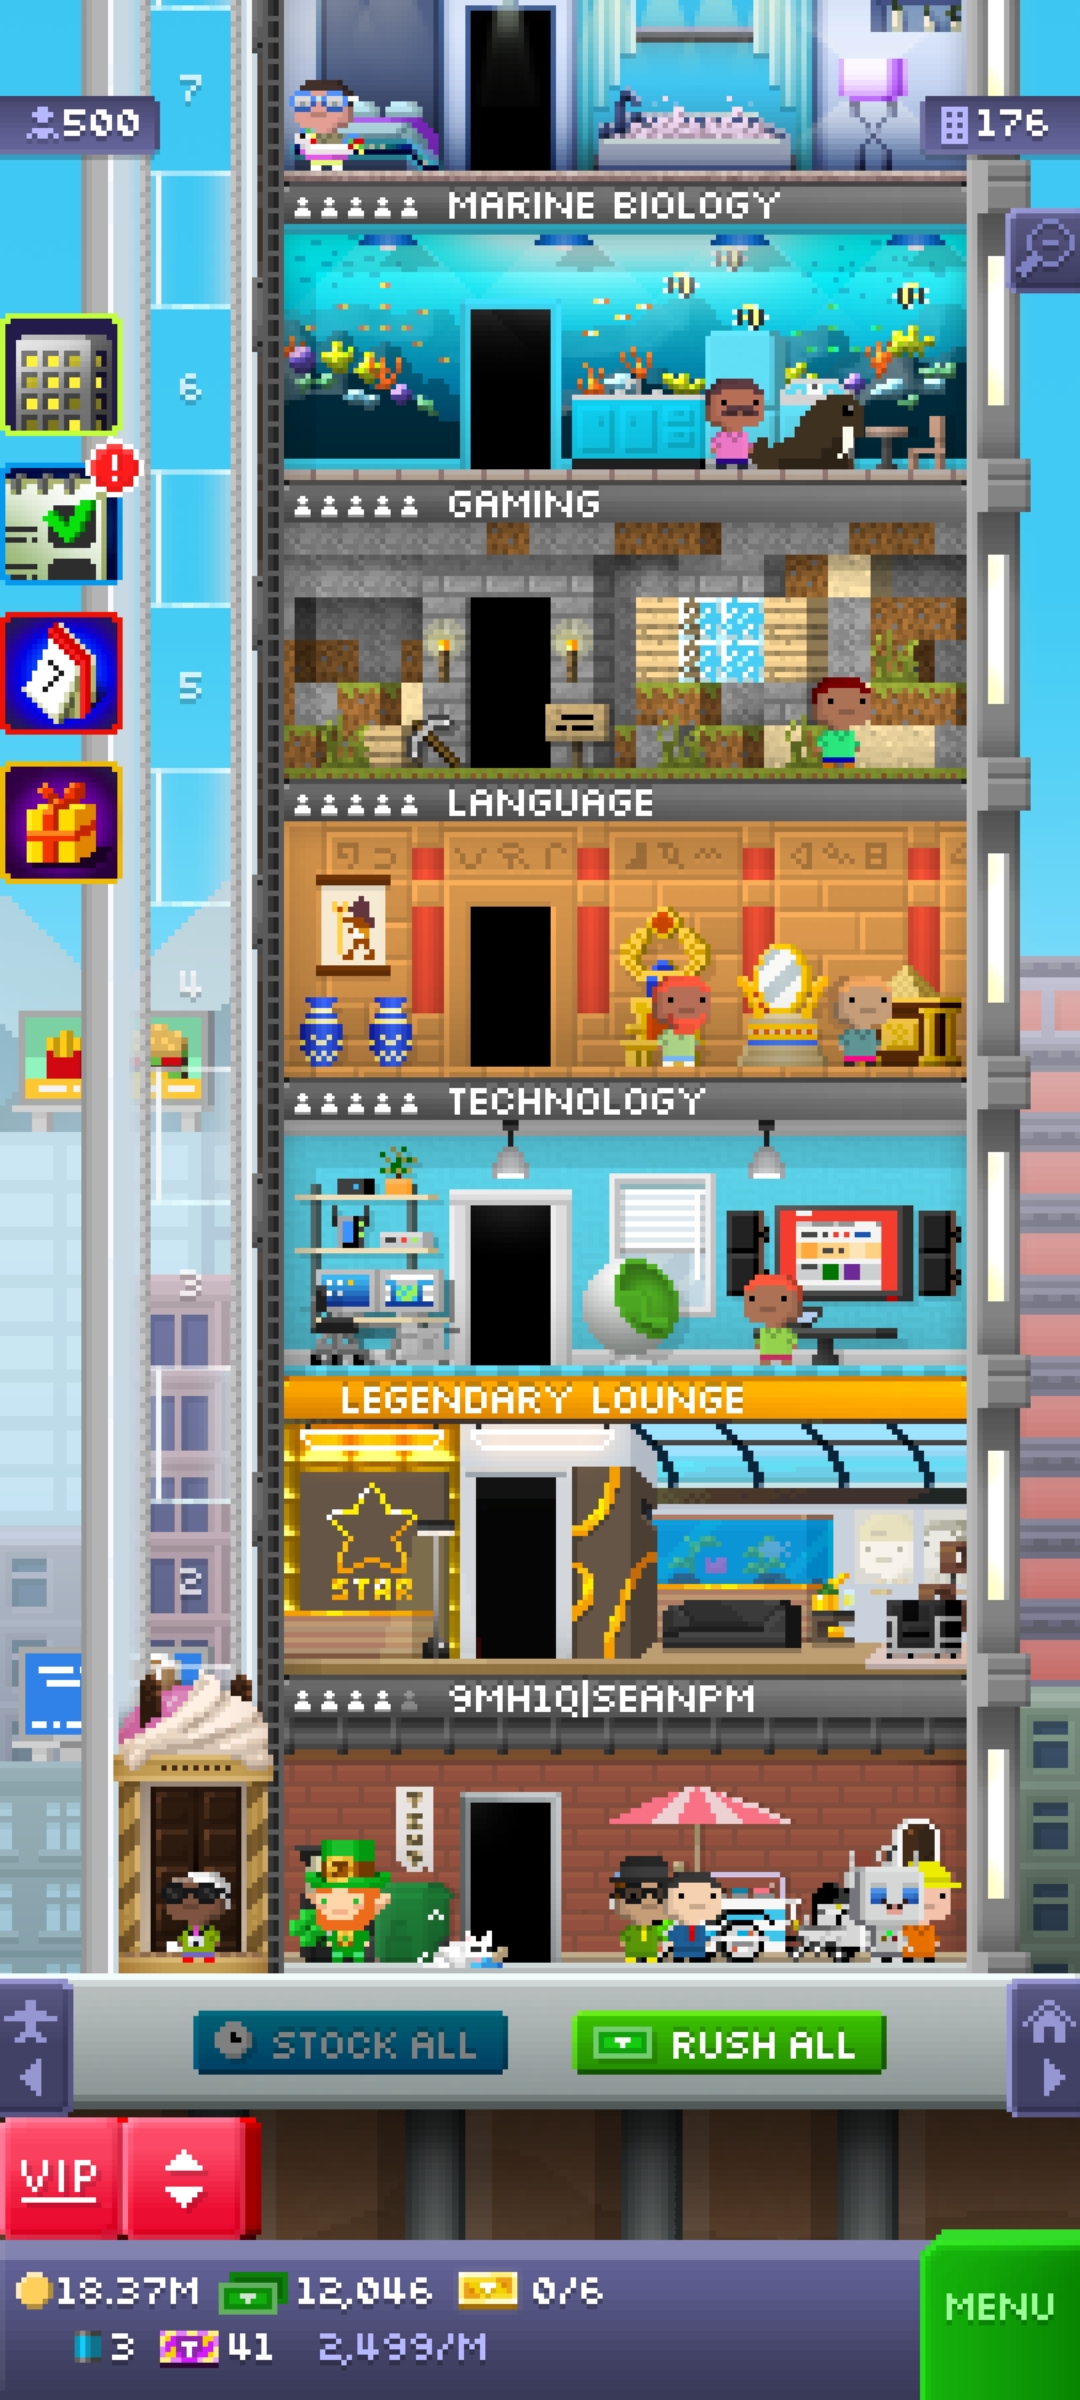 7
500
176
MARINE BIOLOGY
6
GAMING
5
LANGUAGE
4
TECHNOLOGY
3
LEGENDARY LOUNGE
STAR
2
9MH1Q|SEANPM
STOCK ALL
RUSH ALL
VIP
18.37M 12,046 0/6
MENU
3 41 2,499/M